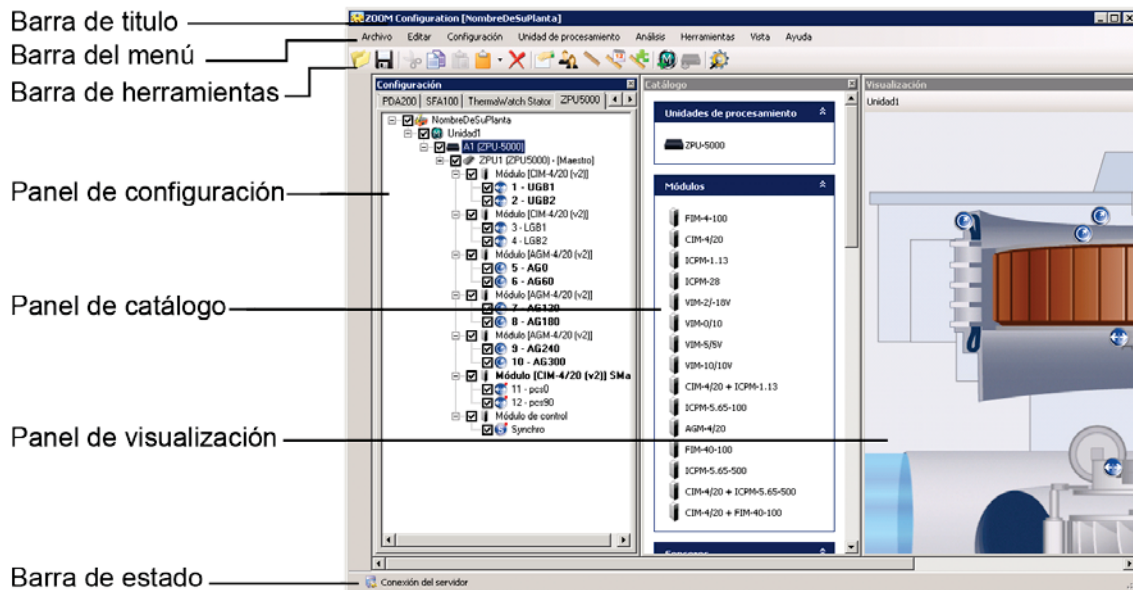 Barra de titulo
Barra del menú
Barra de herramientas
Panel de configuración
Panel de catálogo
Panel de visualización
Barra de estado
ZOOM Configuration [NombreDeSuPlanta]
Archivo Editar Configuración Unidad de procesamiento Análisis Herramientas Vista Ayuda
Configuración
PDA200 SFA100 ThermaWatch Stator ZPU5000
NombreDeSuPlanta
Unidad1
A1 (ZPU-5000)
ZPU1 (ZPU5000) - [Maestro]
Módulo [CIM-4/20 (v2)]
1 - UGB1
2 - UGB2
Módulo [CIM-4/20 (v2)]
3 - LGB1
4 - LGB2
Módulo [AGM-4/20 (v2)]
5 - AG0
6 - AG60
Módulo [AGM-4/20 (v2)]
7 - AG120
8 - AG180
Módulo [AGM-4/20 (v2)]
9 - AG240
10 - AG300
Módulo [CIM-4/20 (v2)] SMa
11 - pcs0
12 - pcs90
Módulo de control
Synchro
Catálogo
Unidades de procesamiento
ZPU-5000
Módulos
FIM-4-100
CIM-4/20
ICPM-1.13
ICPM-28
VIM-2/-18V
VIM-0/10
VIM-5/5V
VIM-10/10V
CIM-4/20 + ICPM-1.13
ICPM-5.65-100
AGM-4/20
FIM-40-100
ICPM-5.65-500
CIM-4/20 + ICPM-5.65-500
CIM-4/20 + FIM-40-100
Sensores
Visualización
Unidad1
Conexión del servidor